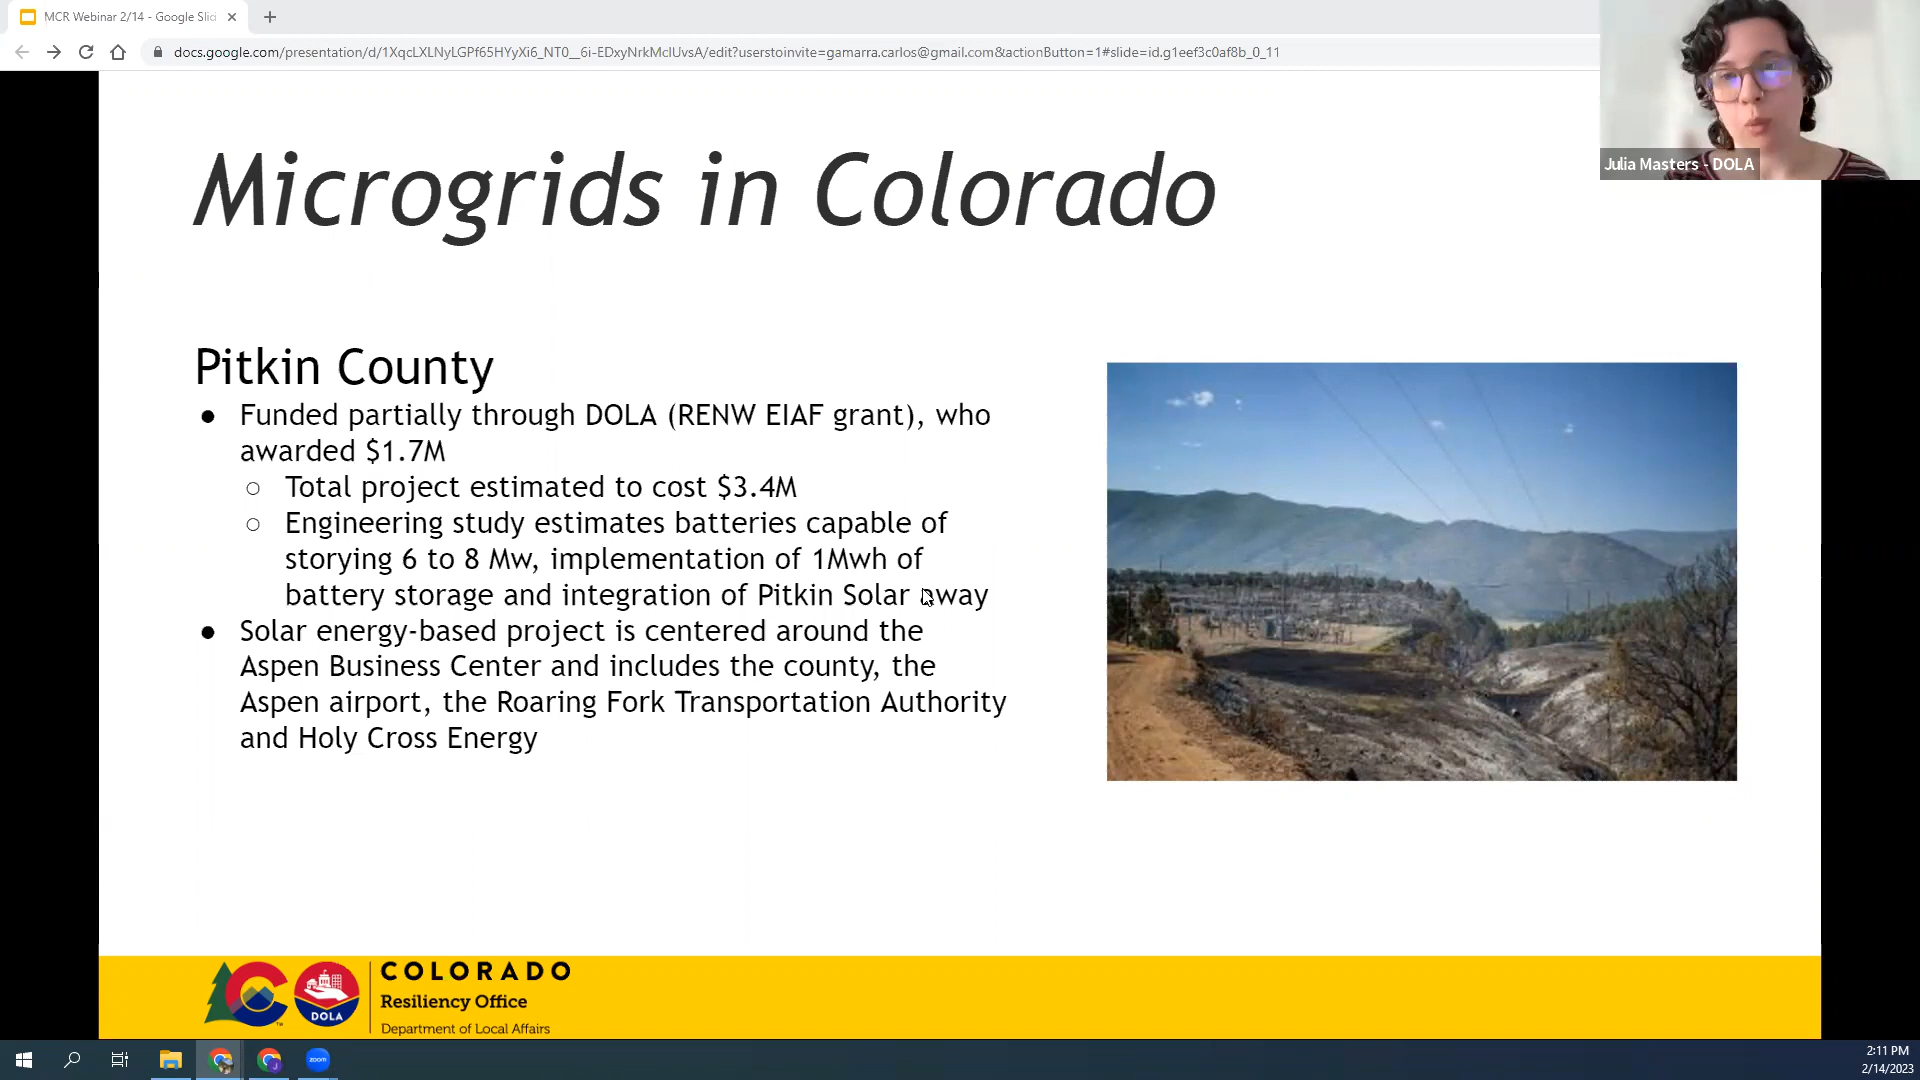 MCR Webinar 2/14 - Google Slid
docs.google.com/presentation/d/1XqcLXLNyLGPf65HYyXi6_NT0__6i-EDxyNrkMclUvsA/edit?userstoinvite=gamarra.carlos@gmail.com&actionButton=1#slide=id.g1eef3c0af8b_0_11
Julia Masters - DOLA
Microgrids in Colorado
Pitkin County
● Funded partially through DOLA (RENW EIAF grant), who
awarded $1.7M
○ Total project estimated to cost $3.4M
○ Engineering study estimates batteries capable of
storying 6 to 8 Mw, implementation of 1Mwh of
battery storage and integration of Pitkin Solar away
● Solar energy-based project is centered around the
Aspen Business Center and includes the county, the
Aspen airport, the Roaring Fork Transportation Authority
and Holy Cross Energy
DOLA
COLORADO
Resiliency Office
Department of Local Affairs
zoom
2:11 PM
2/14/2023